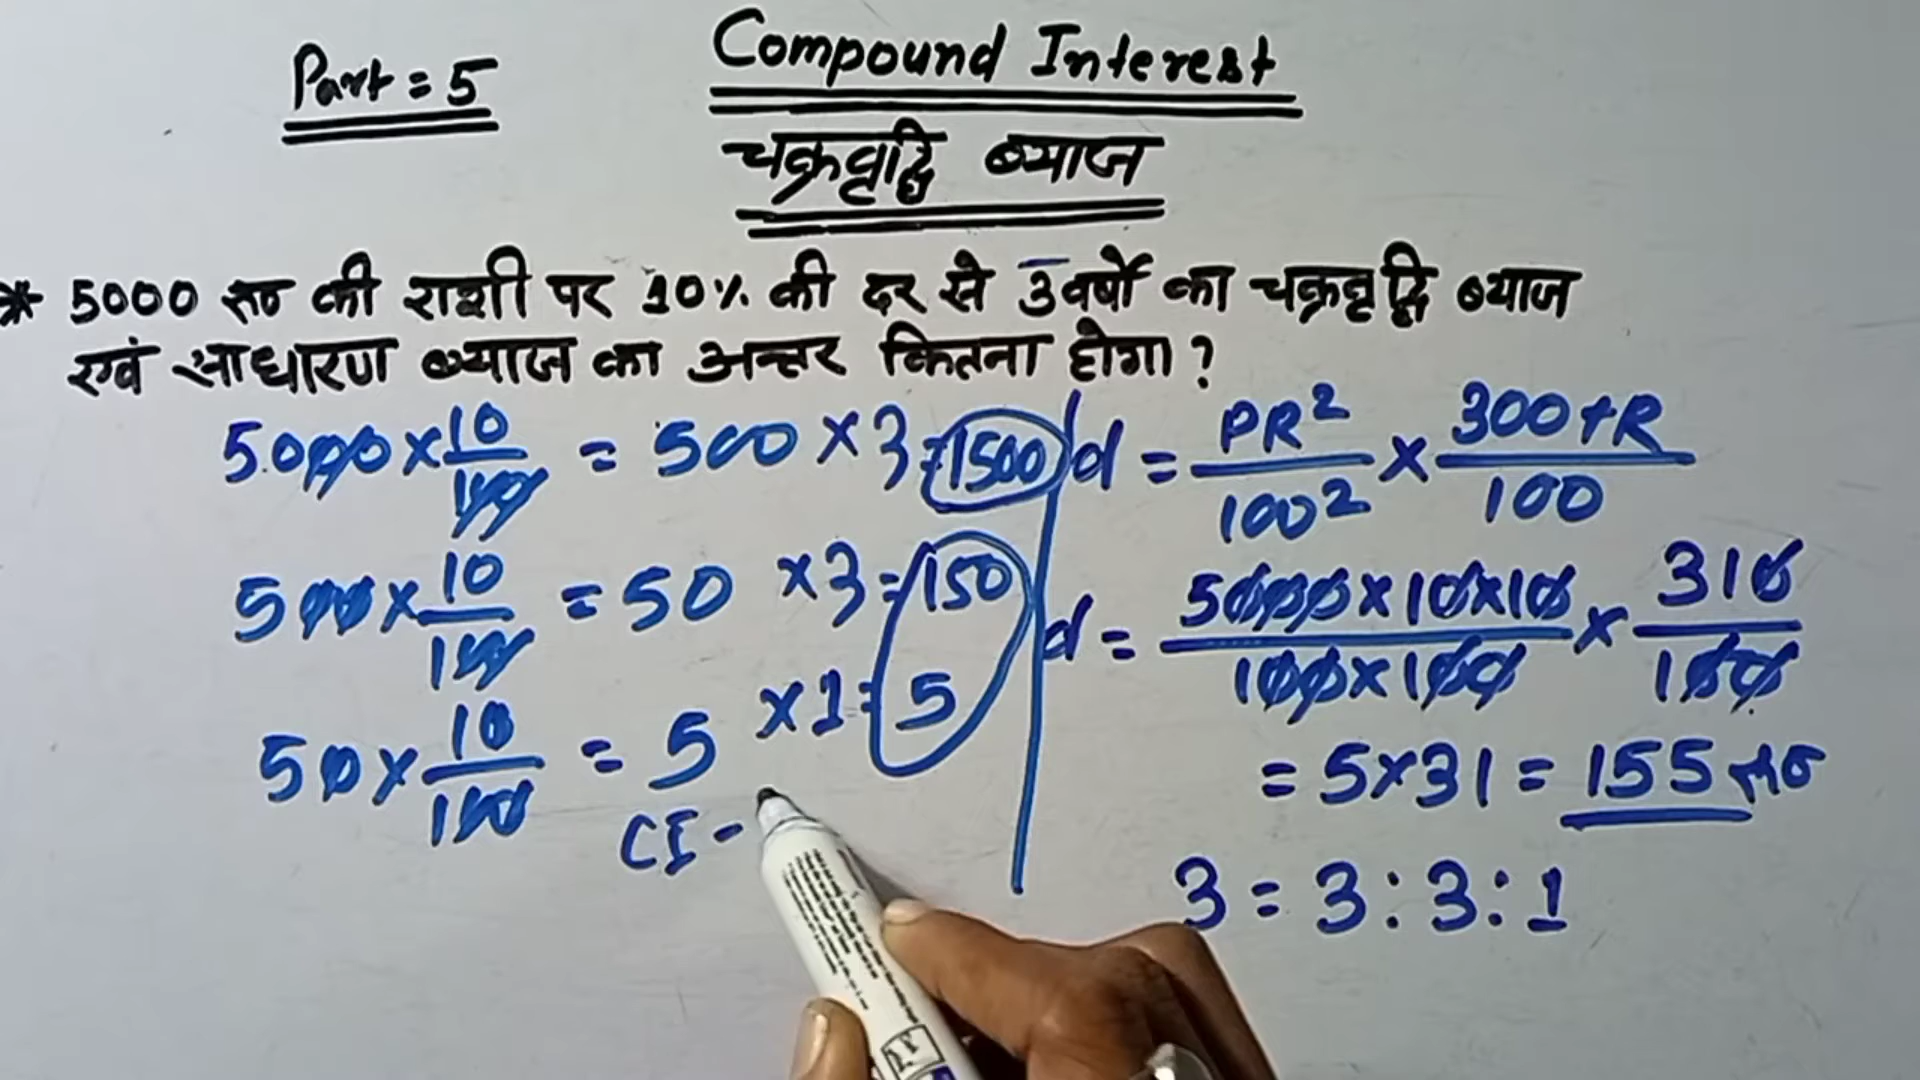 Part = 5
Compound Interest
चक्रवृद्धि ब्याज
* 5000 रू० की राशी पर 10% की दर से 3 वर्षो का चक्रवृद्धि ब्याज
एवं साधारण ब्याज का अन्तर कितना होगा ?
5000 × 10/100 = 500 × 3 = 1500
500 × 10/100 = 50 × 3 = 150
50 × 10/100 = 5 × 1 = 5
CI -
d = PR²/100² × 300+R/100
d = 5000×10×10/100×100 × 310/100
= 5×31 = 155 रू०
3 = 3 : 3 : 1